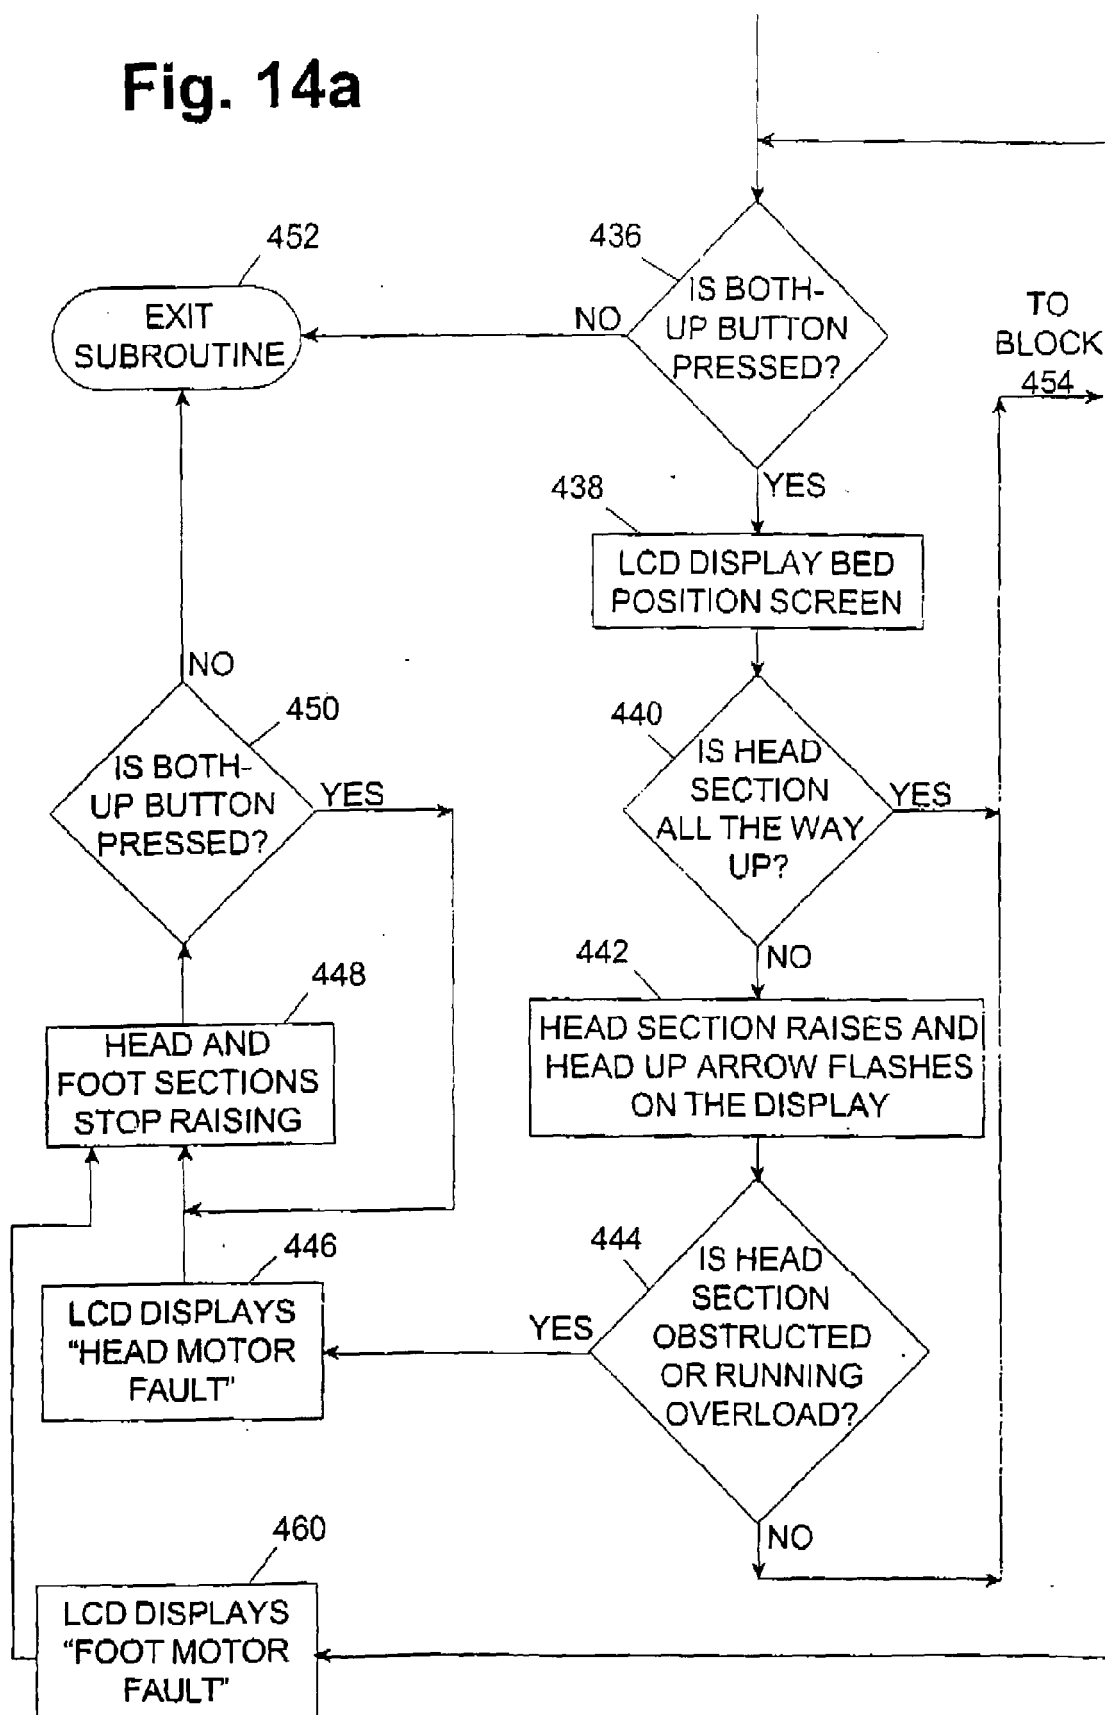 Fig. 14a
452
EXIT
SUBROUTINE
436
IS BOTH-
UP BUTTON
PRESSED?
NO
YES
TO
BLOCK
454
438
LCD DISPLAY BED
POSITION SCREEN
440
IS HEAD
SECTION
ALL THE WAY
UP?
YES
NO
442
HEAD SECTION RAISES AND
HEAD UP ARROW FLASHES
ON THE DISPLAY
444
IS HEAD
SECTION
OBSTRUCTED
OR RUNNING
OVERLOAD?
YES
NO
446
LCD DISPLAYS
"HEAD MOTOR
FAULT"
448
HEAD AND
FOOT SECTIONS
STOP RAISING
450
IS BOTH-
UP BUTTON
PRESSED?
NO
YES
460
LCD DISPLAYS
"FOOT MOTOR
FAULT"